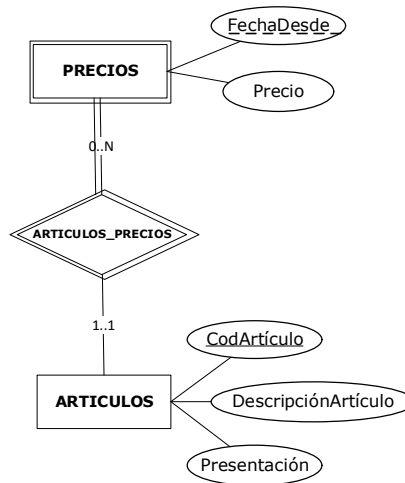 FechaDesde
PRECIOS
Precio
0..N
ARTICULOS_PRECIOS
1..1
CodArtículo
ARTICULOS
DescripciónArtículo
Presentación